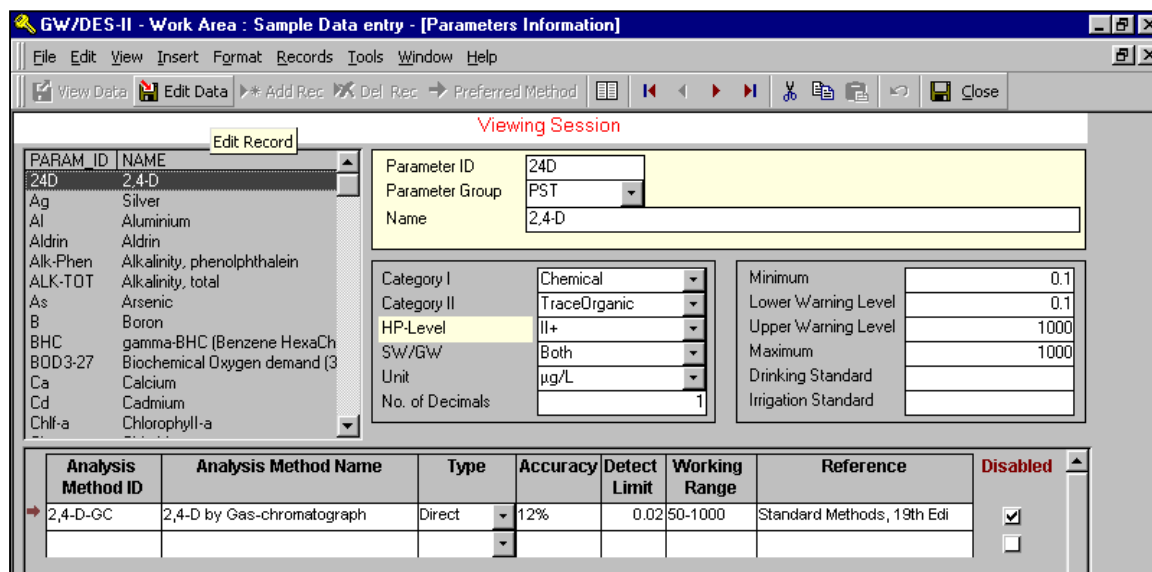 GW/DES-II - Work Area : Sample Data entry - [Parameters Information]
File Edit View Insert Format Records Tools Window Help
View Data Edit Data Add Rec Del Rec Preferred Method Close
Viewing Session
Edit Record
PARAM_ID NAME
24D 2,4-D
Ag Silver
Al Aluminium
Aldrin Aldrin
Alk-Phen Alkalinity, phenolphthalein
ALK-TOT Alkalinity, total
As Arsenic
B Boron
BHC gamma-BHC (Benzene HexaCh
BOD3-27 Biochemical Oxygen demand (3
Ca Calcium
Cd Cadmium
Chlf-a Chlorophyll-a
Parameter ID 24D
Parameter Group PST
Name 2,4-D
Category I Chemical
Category II TraceOrganic
HP-Level II+
SW/GW Both
Unit µg/L
No. of Decimals 1
Minimum 0.1
Lower Warning Level 0.1
Upper Warning Level 1000
Maximum 1000
Drinking Standard
Irrigation Standard
Analysis Method ID Analysis Method Name Type Accuracy Detect Limit Working Range Reference Disabled
2,4-D-GC 2,4-D by Gas-chromatograph Direct 12% 0.02 50-1000 Standard Methods, 19th Edi